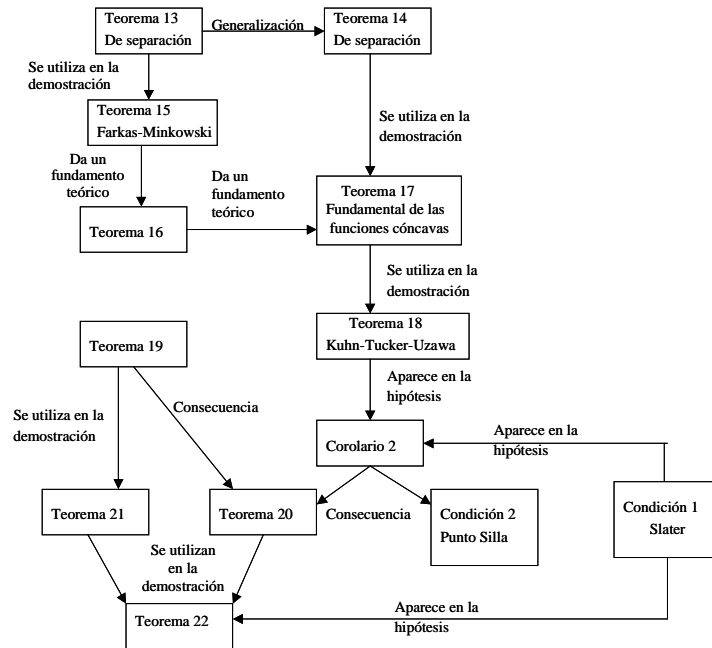 Teorema 13
De separación
Generalización
Teorema 14
De separación
Se utiliza en la
demostración
Teorema 15
Farkas-Minkowski
Se utiliza en la
demostración
Da un
fundamento
teórico
Da un
fundamento
teórico
Teorema 16
Teorema 17
Fundamental de las
funciones cóncavas
Se utiliza en la
demostración
Teorema 18
Kuhn-Tucker-Uzawa
Teorema 19
Aparece en la
hipótesis
Se utiliza en la
demostración
Consecuencia
Corolario 2
Aparece en la
hipótesis
Teorema 21
Teorema 20
Consecuencia
Condición 2
Punto Silla
Condición 1
Slater
Se utilizan
en la
demostración
Teorema 22
Aparece en la
hipótesis